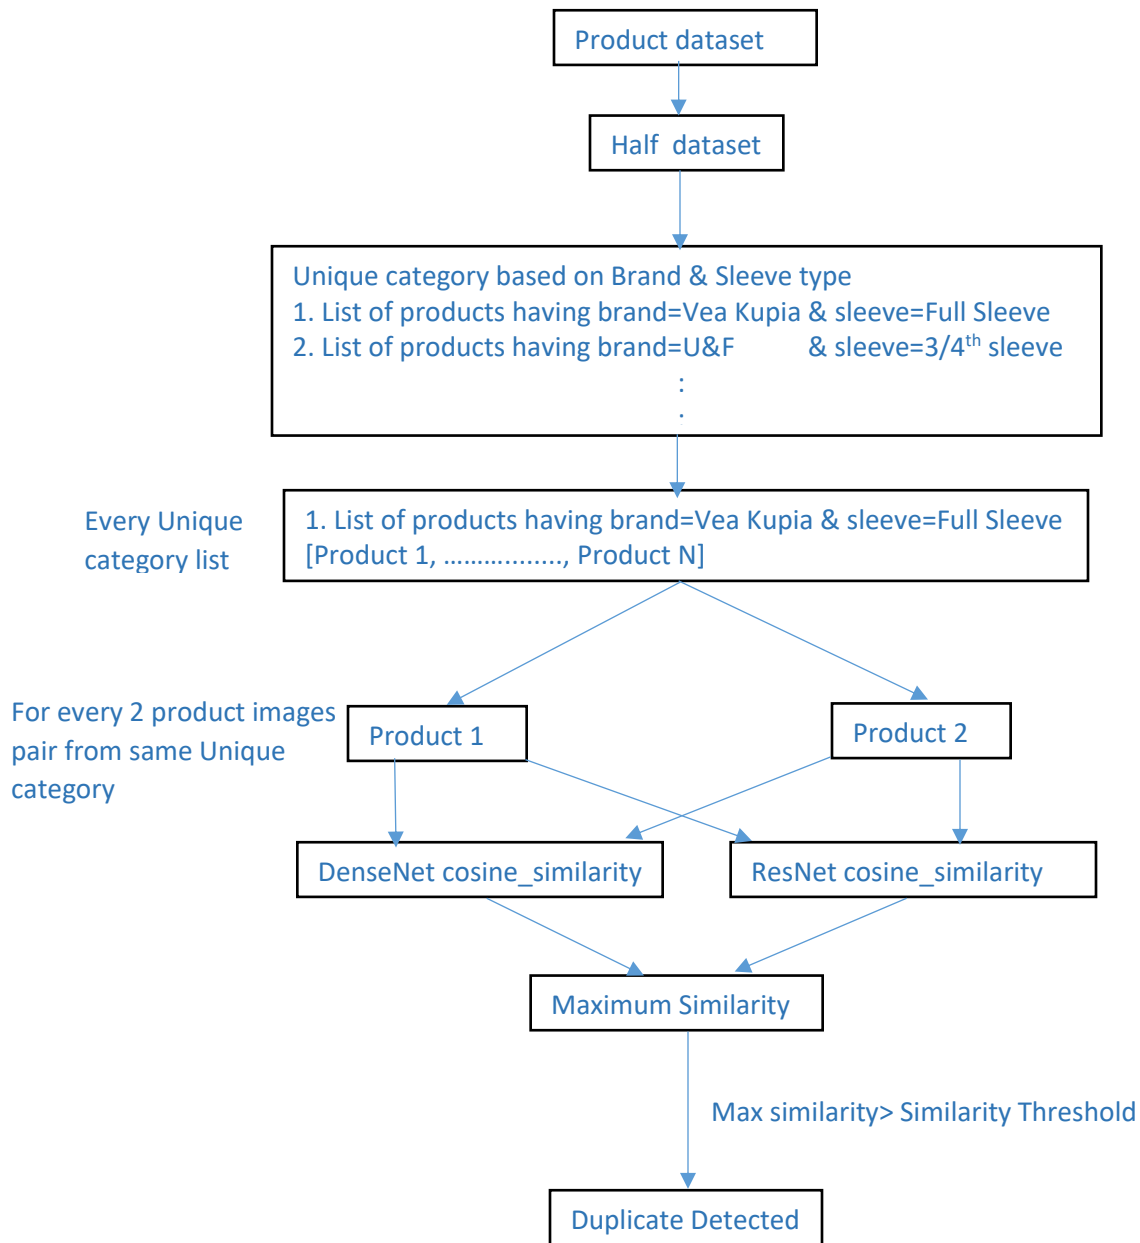 Product dataset
Half  dataset
Unique category based on Brand & Sleeve type
1. List of products having brand=Vea Kupia & sleeve=Full Sleeve
2. List of products having brand=U&F & sleeve=3/4th sleeve
:
.
Every Unique
category list
1. List of products having brand=Vea Kupia & sleeve=Full Sleeve
[Product 1, ……….........., Product N]
For every 2 product images
pair from same Unique
category
Product 1
Product 2
DenseNet cosine_similarity
ResNet cosine_similarity
Maximum Similarity
Max similarity> Similarity Threshold
Duplicate Detected